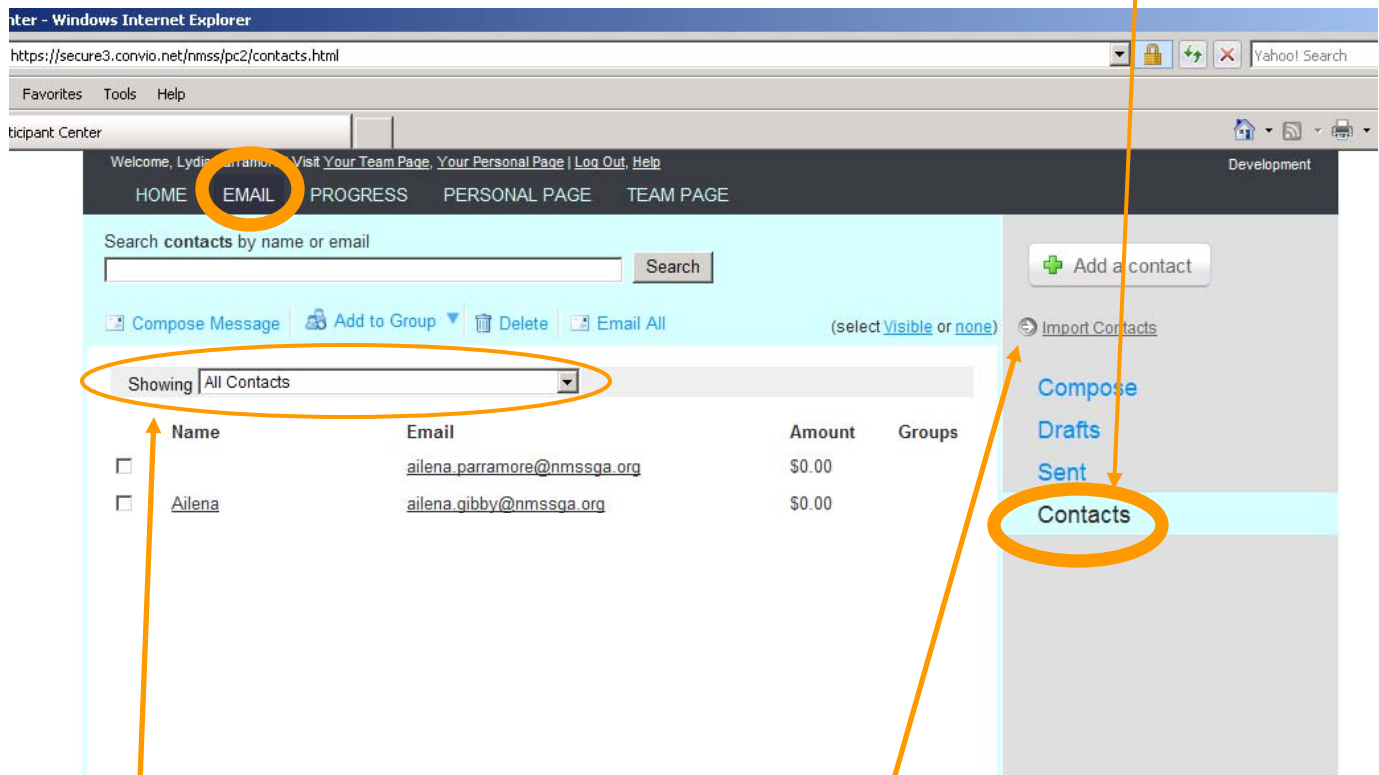 nter - Windows Internet Explorer
https://secure3.convio.net/nmss/pc2/contacts.html
Yahoo! Search
Favorites Tools Help
ticipant Center
Welcome, Visit Your Team Page, Your Personal Page | Log Out, Help
Development
HOME EMAIL PROGRESS PERSONAL PAGE TEAM PAGE
Search contacts by name or email
Search
Add a contact
Compose Message Add to Group Delete Email All (select Visible or none)
Import Contacts
Showing All Contacts
Compose
Name Email Amount Groups
Drafts
ailena.parramore@nmssga.org $0.00
Sent
Ailena ailena.gibby@nmssga.org $0.00
Contacts